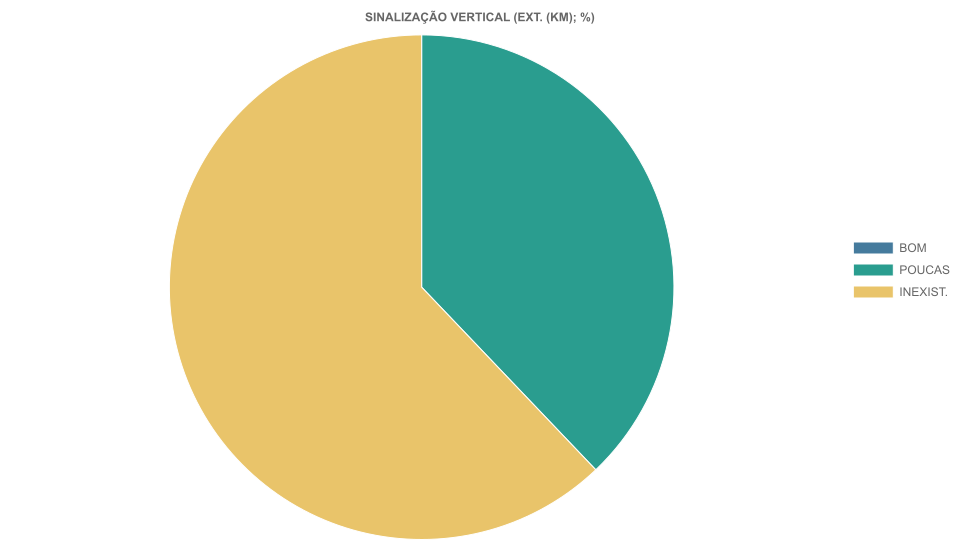 SINALIZAÇÃO VERTICAL (EXT. (KM); %)
BOM
POUCAS
INEXIST.